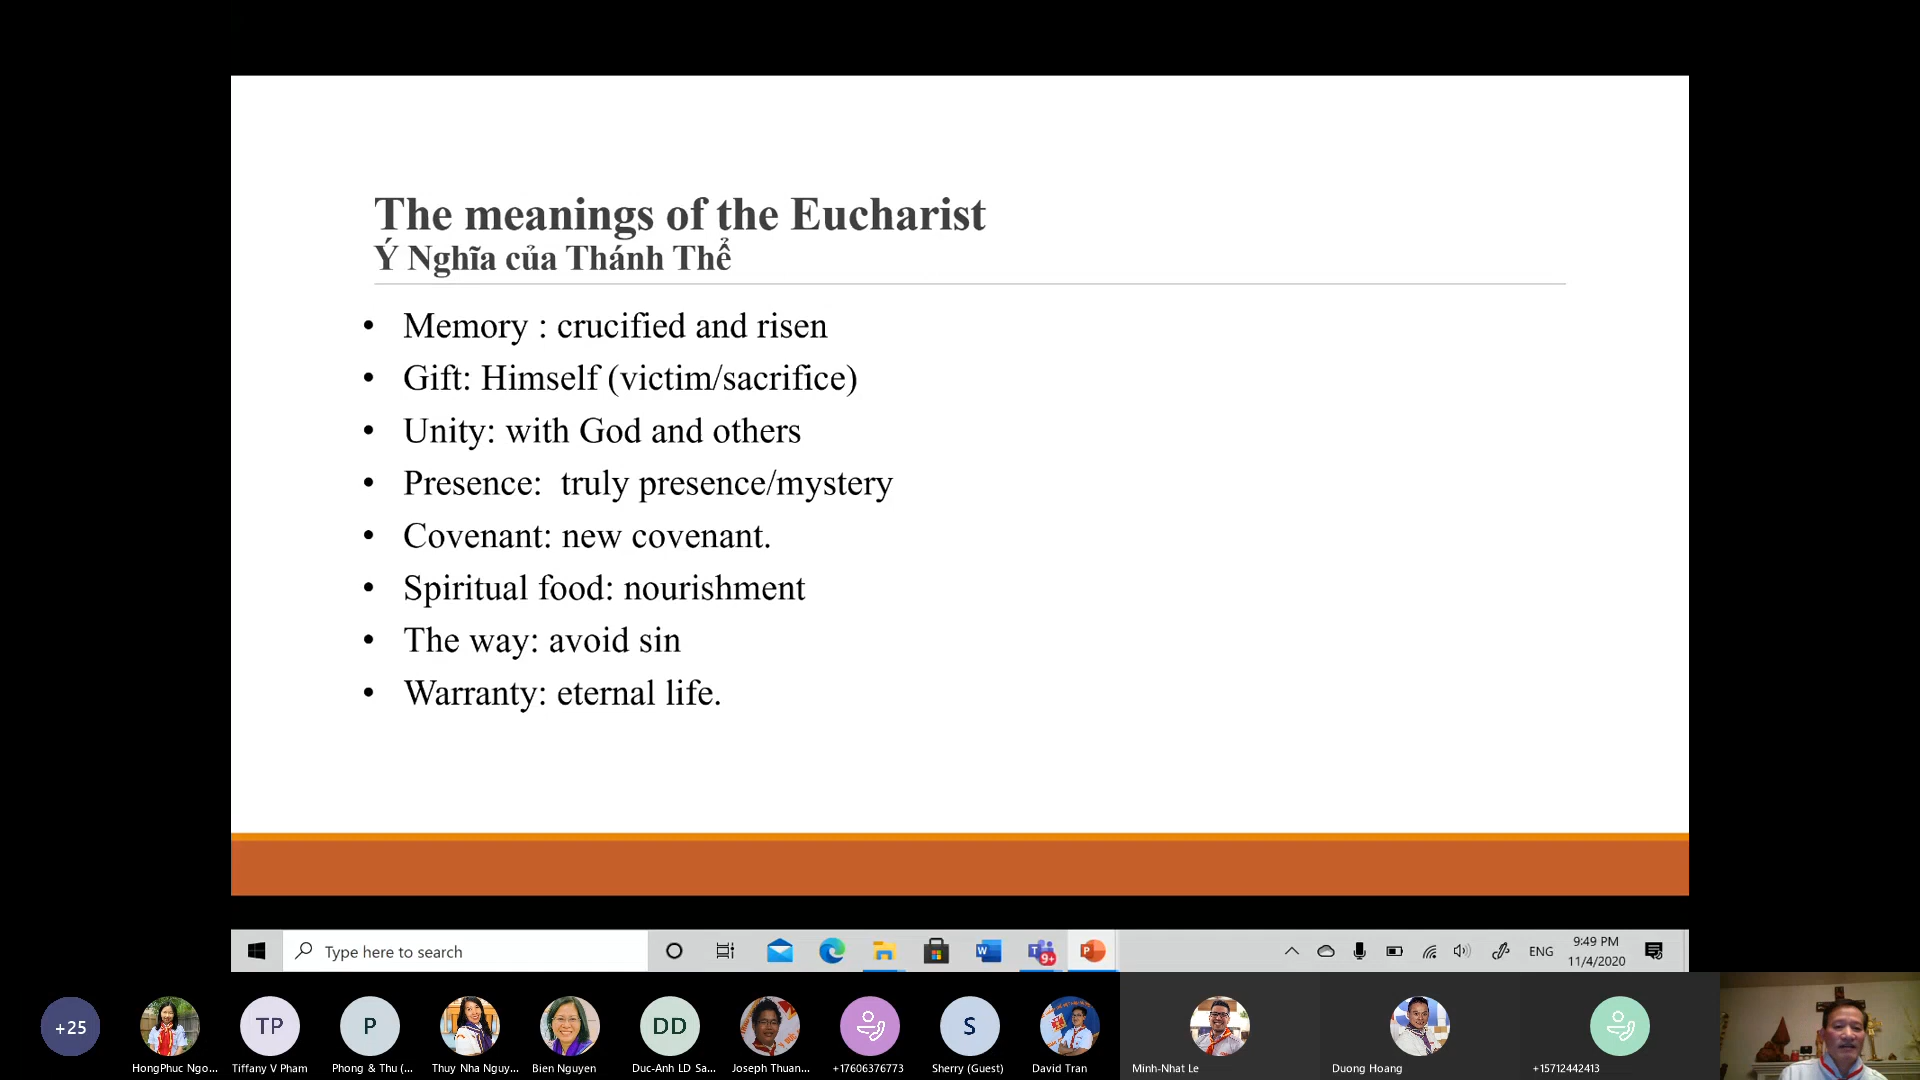 The meanings of the Eucharist
Ý Nghĩa của Thánh Thể
• Memory : crucified and risen
• Gift: Himself (victim/sacrifice)
• Unity: with God and others
• Presence:  truly presence/mystery
• Covenant: new covenant.
• Spiritual food: nourishment
• The way: avoid sin
• Warranty: eternal life.
Type here to search
9+
ENG
9:49 PM
11/4/2020
+25
TP
P
DD
S
HongPhuc Ngo...
Tiffany V Pham
Phong & Thu (...
Thuy Nha Nguy...
Bien Nguyen
Duc-Anh LD Sa...
Joseph Thuan...
+17606376773
Sherry (Guest)
David Tran
Minh-Nhat Le
Duong Hoang
+15712442413